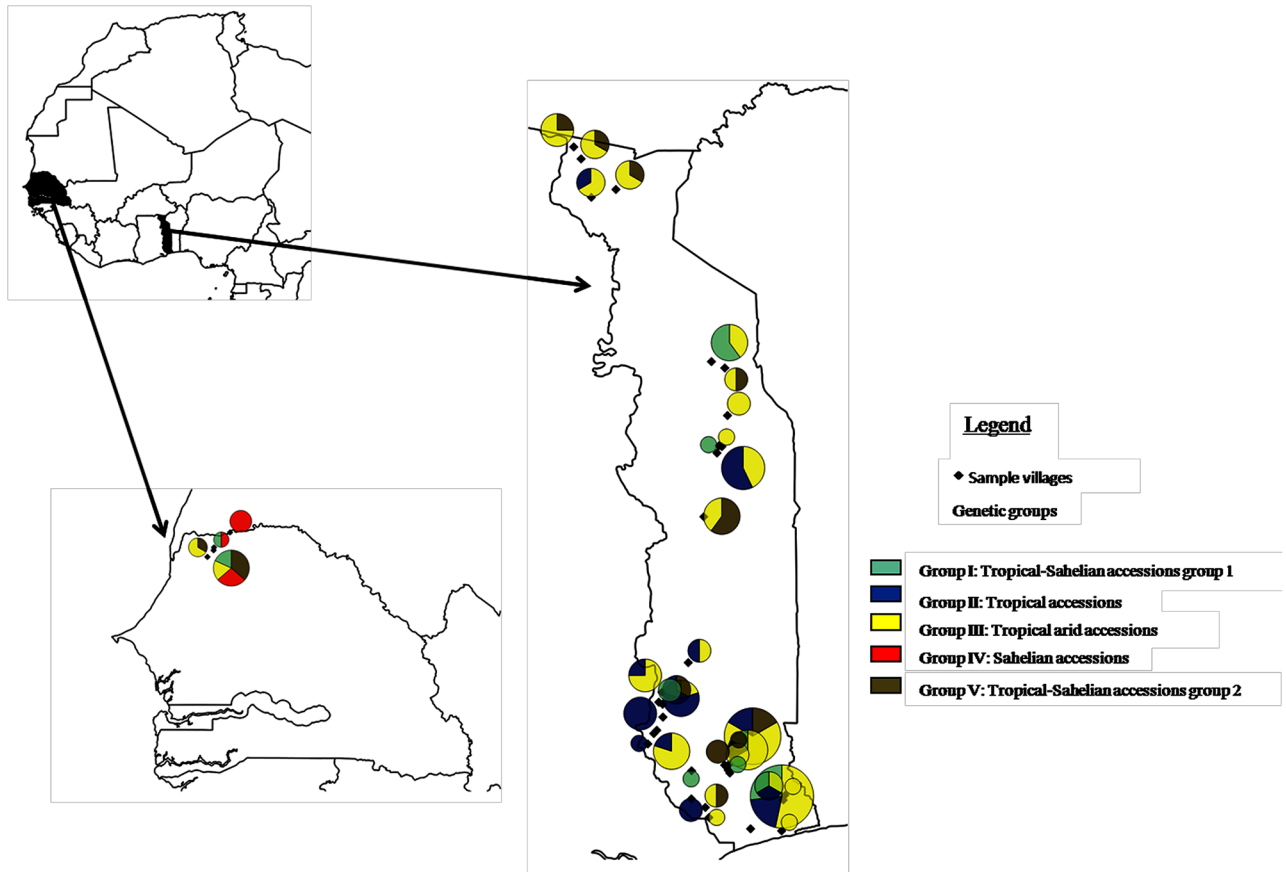 Legend
Sample villages
Genetic groups
Group I: Tropical-Sahelian accessions group 1
Group II: Tropical accessions
Group III: Tropical arid accessions
Group IV: Sahelian accessions
Group V: Tropical-Sahelian accessions group 2